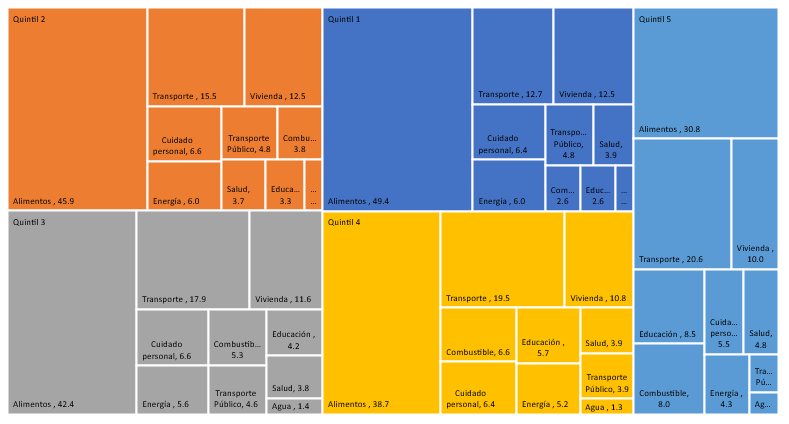 Quintil 2
Transporte , 15.5
Vivienda , 12.5
Cuidado
personal, 6.6
Transporte
Público, 4.8
Combu...
3.8
Alimentos , 45.9
Energía , 6.0
Salud,
3.7
Educa...
3.3
...
...
Quintil 1
Transporte , 12.7
Vivienda , 12.5
Cuidado
personal, 6.4
Transpo...
Público,
4.8
Salud,
3.9
Alimentos , 49.4
Energía , 6.0
Com...
2.6
Educ...
2.6
...
...
Quintil 5
Alimentos , 30.8
Transporte , 20.6
Vivienda ,
10.0
Educación , 8.5
Cuida...
perso...
5.5
Salud,
4.8
Combustible,
8.0
Energía ,
4.3
Tra...
Pú...
Ag...
Quintil 3
Transporte , 17.9
Vivienda , 11.6
Cuidado
personal, 6.6
Combustib...
5.3
Educación ,
4.2
Alimentos , 42.4
Energía , 5.6
Transporte
Público, 4.6
Salud, 3.8
Agua , 1.4
Quintil 4
Transporte , 19.5
Vivienda , 10.8
Combustible, 6.6
Educación ,
5.7
Salud, 3.9
Alimentos , 38.7
Cuidado
personal, 6.4
Energía , 5.2
Transporte
Público, 3.9
Agua , 1.3